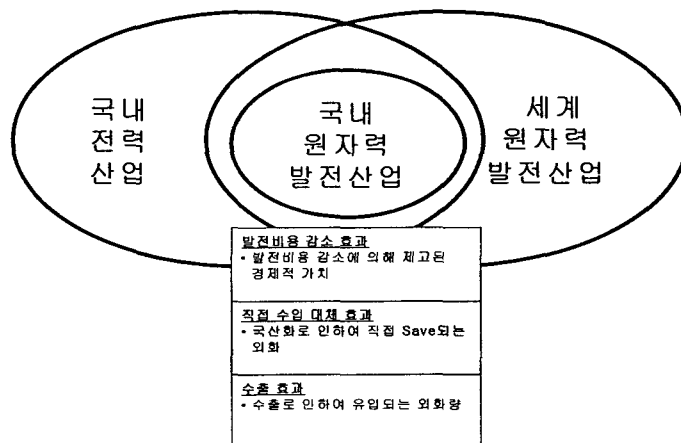 국내
전력
산업
국내
원자력
발전산업
세계
원자력
발전산업
발전비용 감소 효과
• 발전비용 감소에 의해 제고된
경제적 가치
직접 수입 대체 효과
• 국산화로 인하여 직접 Save되는
외화
수출 효과
• 수출로 인하여 유입되는 외화량